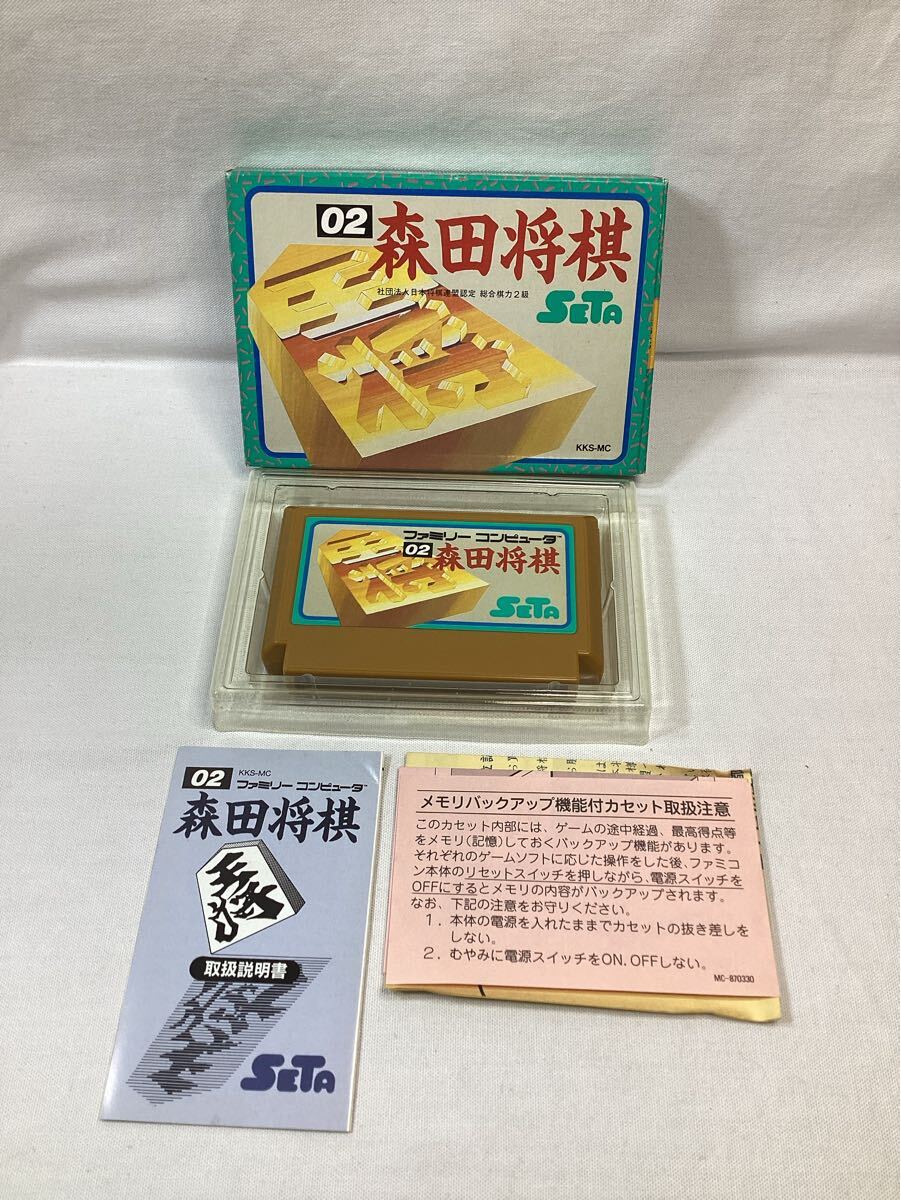 02 森田将棋
社団法人日本将棋連盟認定 総合棋力2級
SETA
王将
KKS-MC
ファミリー コンピュータ™
02 森田将棋
王将
SETA
02 KKS-MC
ファミリー コンピュータ™
森田将棋
王将
取扱説明書
SETA
メモリバックアップ機能付カセット取扱注意
このカセット内部には、ゲームの途中経過、最高得点等
をメモリ(記憶)しておくバックアップ機能があります。
それぞれのゲームソフトに応じた操作をした後、ファミコ
ン本体のリセットスイッチを押しながら、電源スイッチを
OFFにするとメモリの内容がバックアップされます。
なお、下記の注意をお守りください。
1. 本体の電源を入れたままでカセットの抜き差しを
しない。
2. むやみに電源スイッチをON.OFFしない。
MC-870330